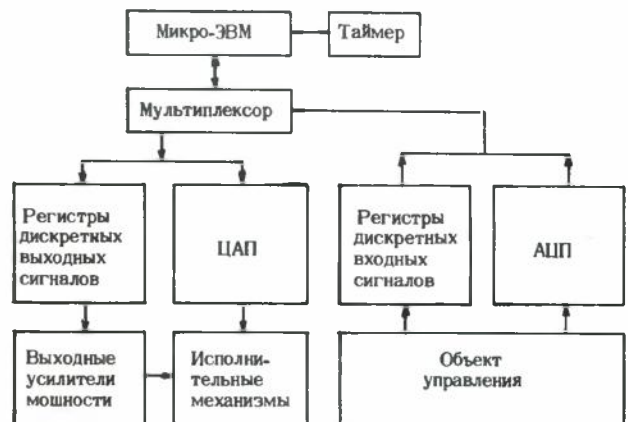 Микро-ЭВМ
Таймер
Мультиплексор
Регистры
дискретных
выходных
сигналов
ЦАП
Регистры
дискретных
входных
сигналов
АЦП
Выходные
усилители
мошности
Исполни-
тельные
механизмы
Объект
управления